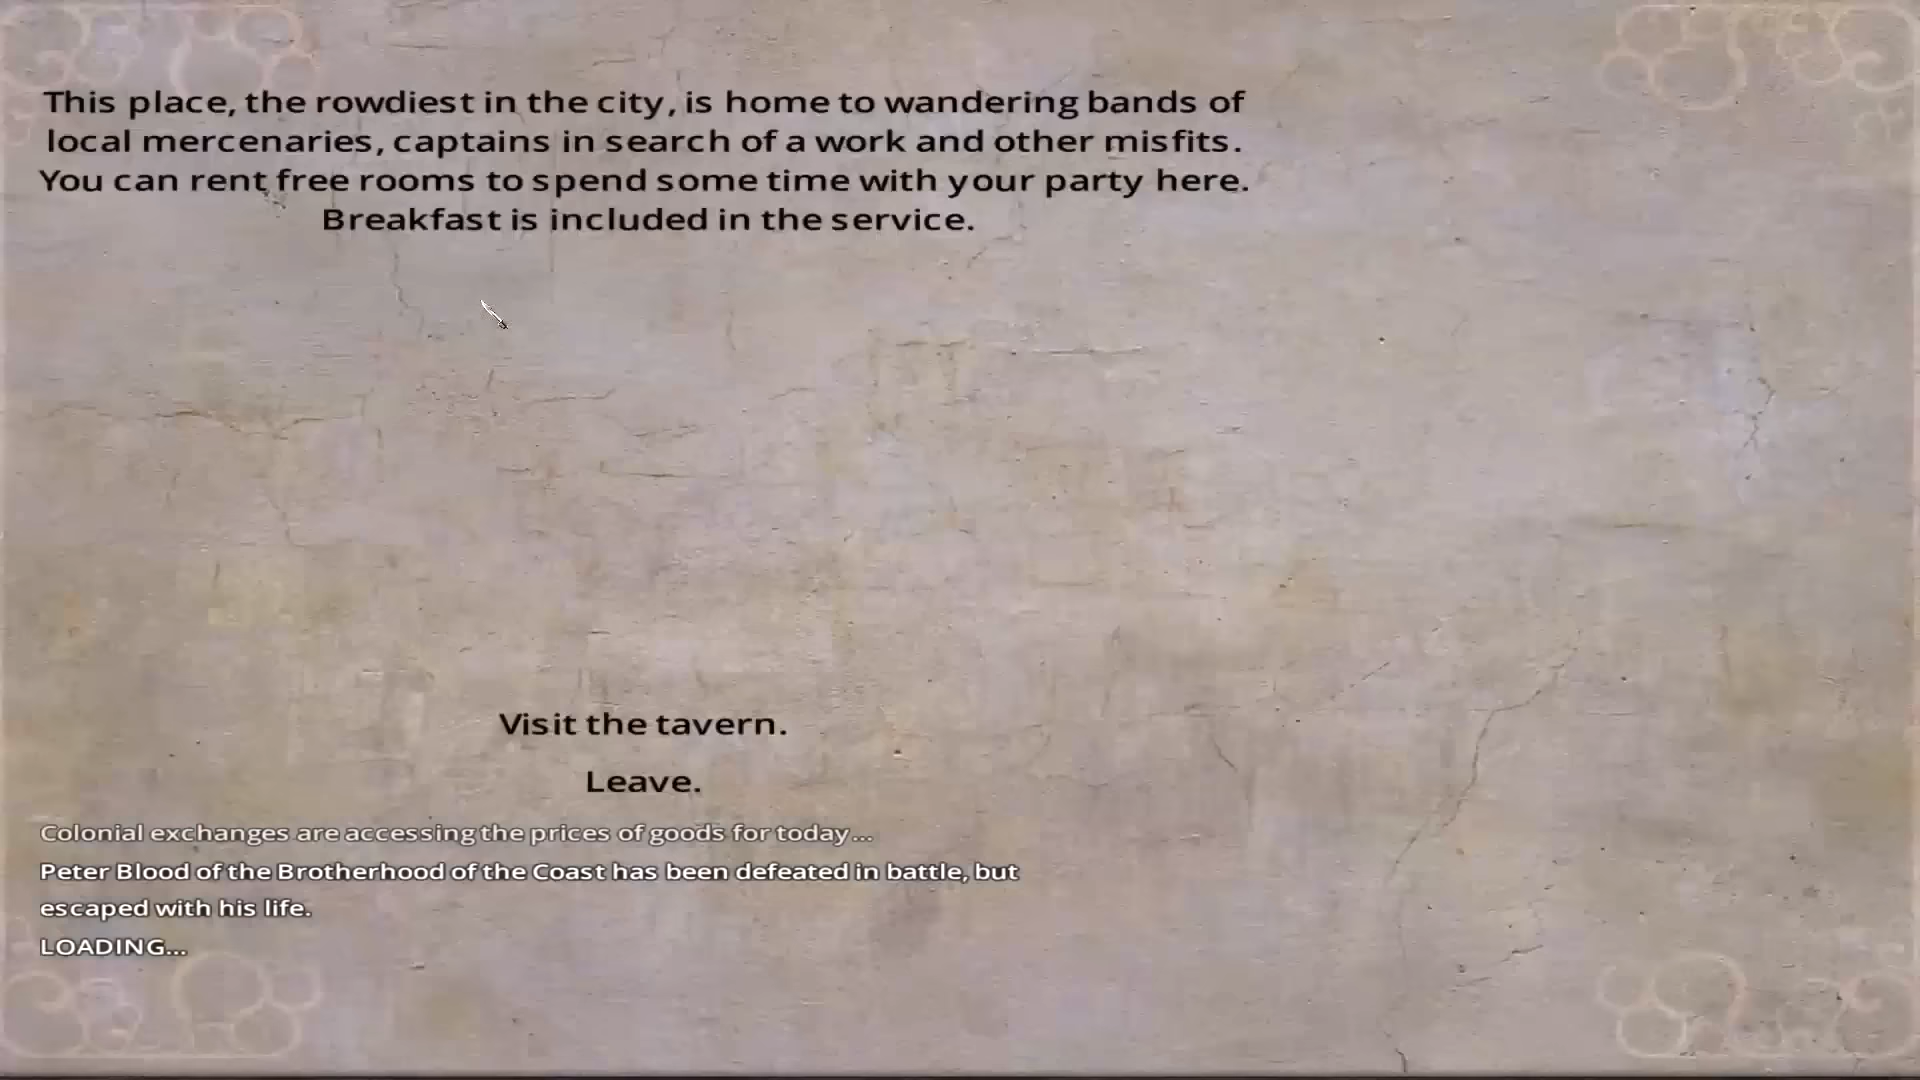 This place, the rowdiest in the city, is home to wandering bands of
local mercenaries, captains in search of a work and other misfits.
You can rent free rooms to spend some time with your party here.
Breakfast is included in the service.
Visit the tavern.
Leave.
Colonial exchanges are accessing the prices of goods for today...
Peter Blood of the Brotherhood of the Coast has been defeated in battle, but
escaped with his life.
LOADING...